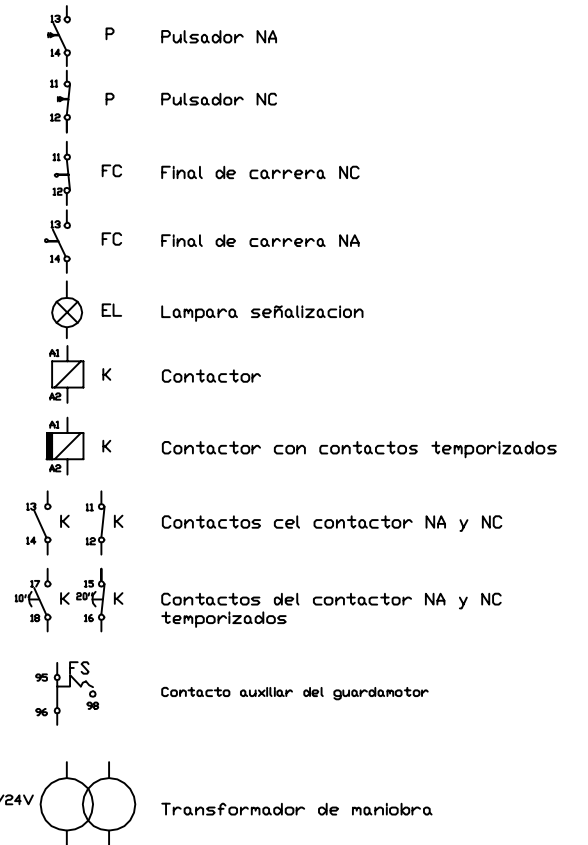 13
P Pulsador NA
14
11
P Pulsador NC
12
11
FC Final de carrera NC
12
13
FC Final de carrera NA
14
EL Lampara señalizacion
A1
K Contactor
A2
A1
K Contactor con contactos temporizados
A2
13 11
K K Contactos cel contactor NA y NC
14 12
17 15
10" K 20" K Contactos del contactor NA y NC
18 16 temporizados
FS
95
Contacto auxiliar del guardamotor
96 98
/24V
Transformador de maniobra